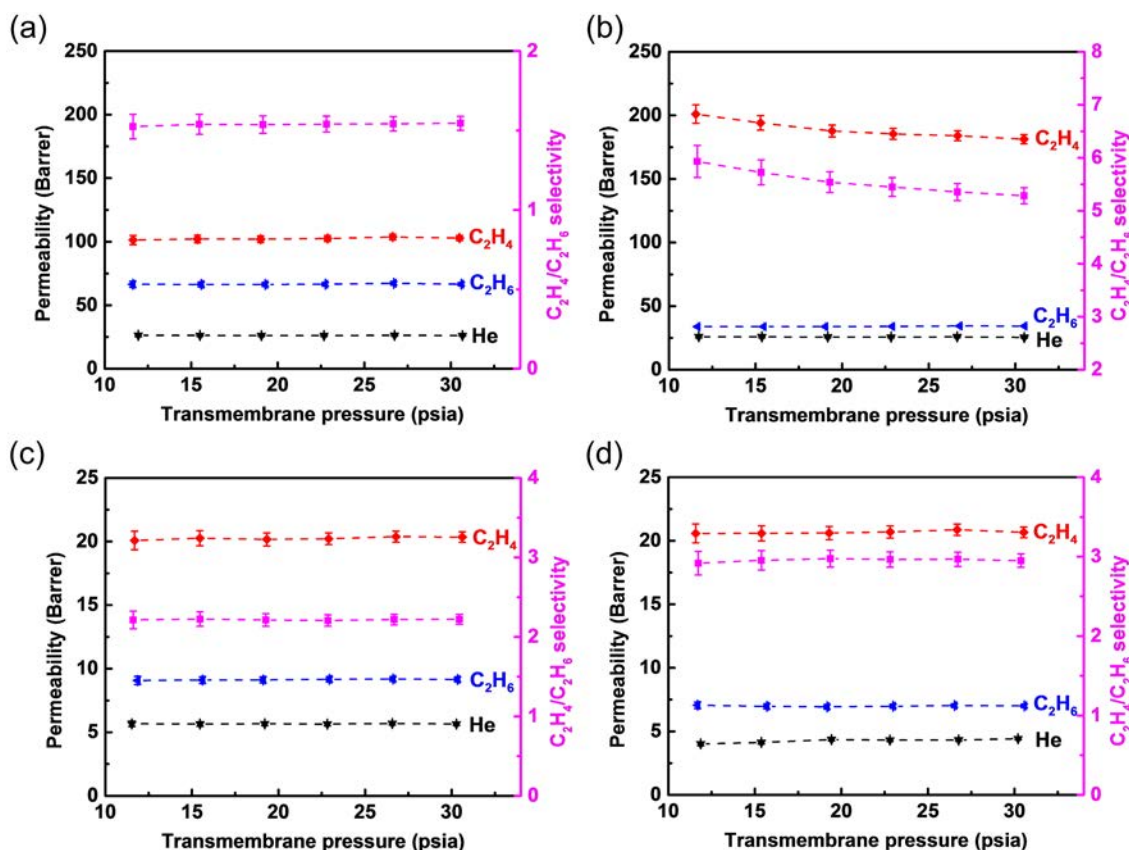 (a)
250
200
150
100
50
0
Permeability (Barrer)
2
1
0
C₂H₄/C₂H₆ selectivity
C₂H₄
C₂H₆
He
10 15 20 25 30
Transmembrane pressure (psia)
(b)
250
200
150
100
50
0
Permeability (Barrer)
8
7
6
5
4
3
2
C₂H₄/C₂H₆ selectivity
C₂H₄
C₂H₆
He
10 15 20 25 30
Transmembrane pressure (psia)
(c)
25
20
15
10
5
0
Permeability (Barrer)
4
3
2
1
0
C₂H₄/C₂H₆ selectivity
C₂H₄
C₂H₆
He
10 15 20 25 30
Transmembrane pressure (psia)
(d)
25
20
15
10
5
0
Permeability (Barrer)
4
3
2
1
0
C₂H₄/C₂H₆ selectivity
C₂H₄
C₂H₆
He
10 15 20 25 30
Transmembrane pressure (psia)